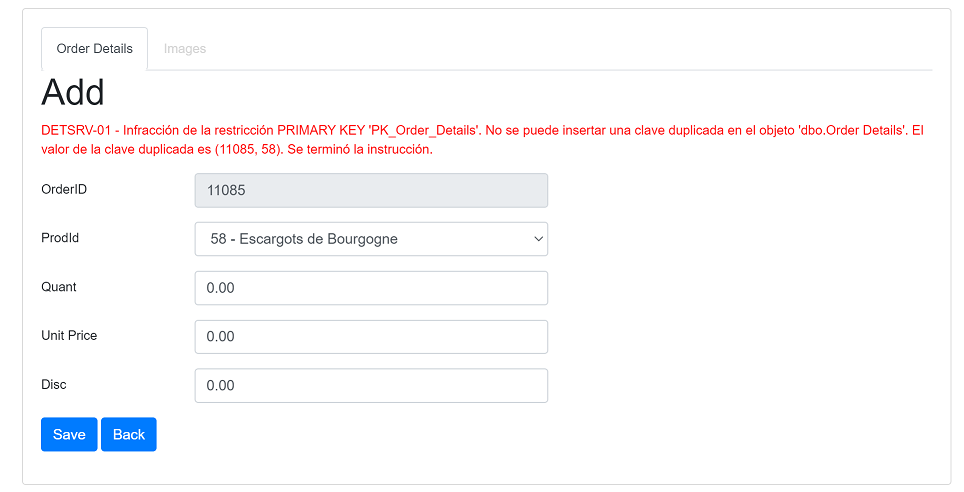 Order Details
Images
Add
DETSRV-01 - Infracción de la restricción PRIMARY KEY 'PK_Order_Details'. No se puede insertar una clave duplicada en el objeto 'dbo.Order Details'. El
valor de la clave duplicada es (11085, 58). Se terminó la instrucción.
OrderID 11085
ProdId 58 - Escargots de Bourgogne
Quant 0.00
Unit Price 0.00
Disc 0.00
Save Back